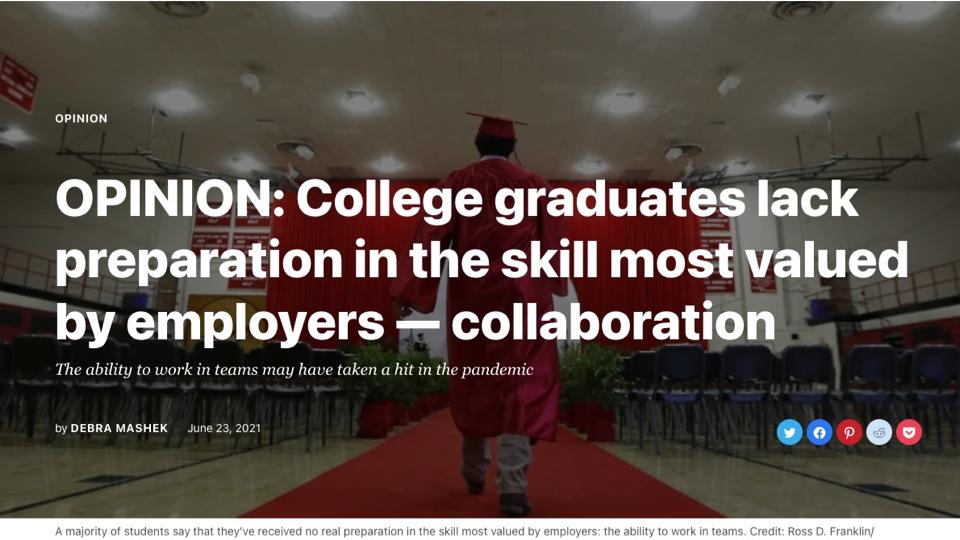 OPINION
OPINION: College graduates lack
preparation in the skill most valued
by employers — collaboration
The ability to work in teams may have taken a hit in the pandemic
by DEBRA MASHEK June 23, 2021
A majority of students say that they've received no real preparation in the skill most valued by employers: the ability to work in teams. Credit: Ross D. Franklin/